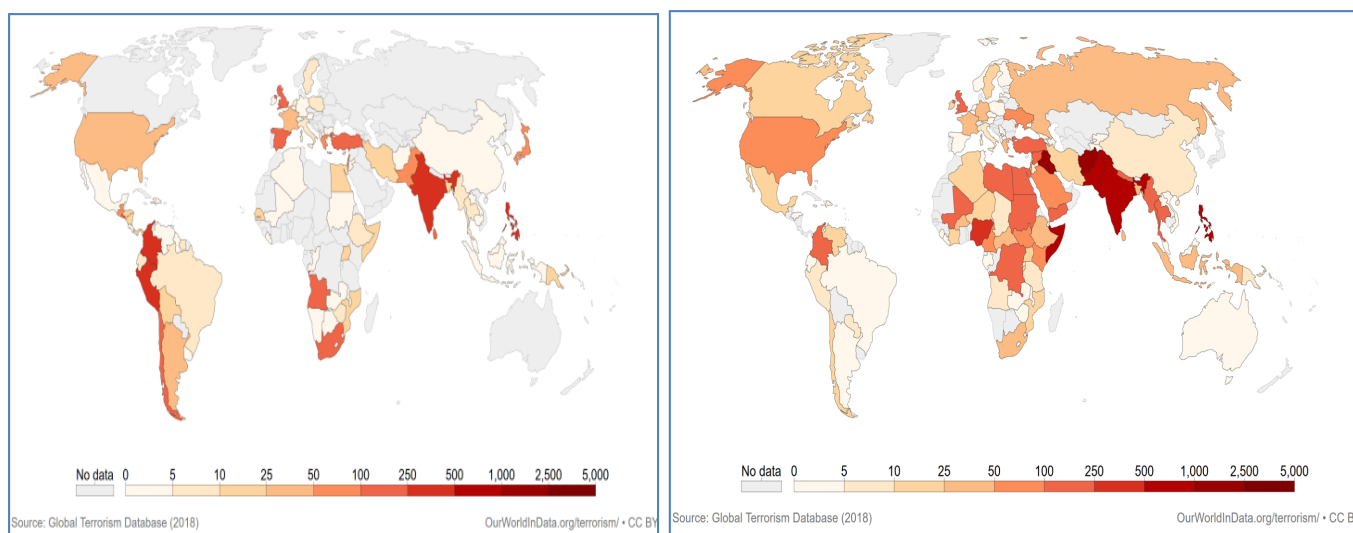 No data 0 5 10 25 50 100 250 500 1,000 2,500 5,000
Source: Global Terrorism Database (2018) OurWorldInData.org/terrorism/ • CC BY
No data 0 5 10 25 50 100 250 500 1,000 2,500 5,000
Source: Global Terrorism Database (2018) OurWorldInData.org/terrorism/ • CC B